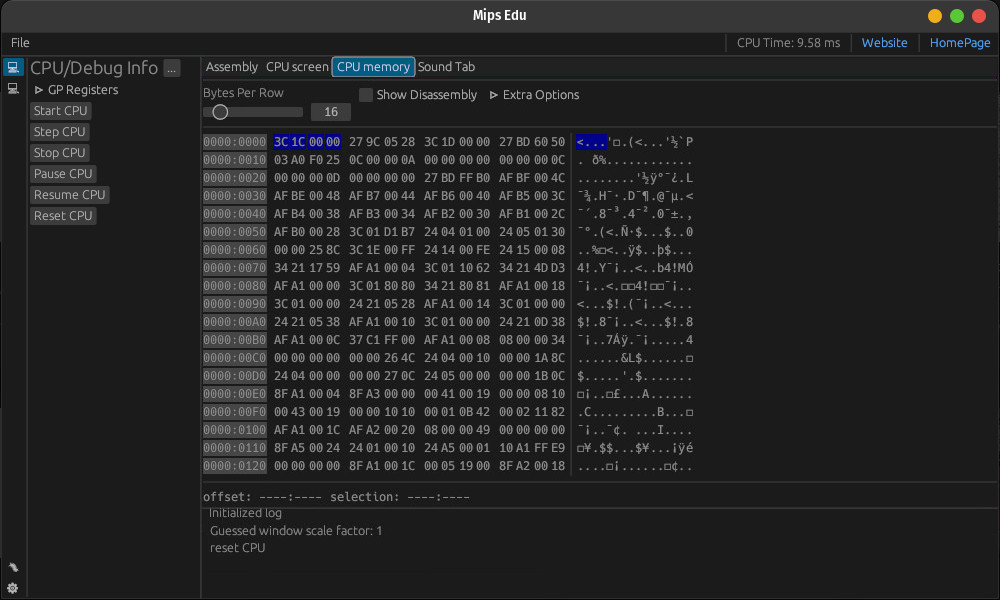 Mips Edu
File CPU Time: 9.58 ms Website HomePage
CPU/Debug Info ...
GP Registers
Start CPU
Step CPU
Stop CPU
Pause CPU
Resume CPU
Reset CPU
Assembly CPU screen CPU memory Sound Tab
Bytes Per Row
Show Disassembly Extra Options
16
0000:0000 3C 1C 00 00 27 9C 05 28 3C 1D 00 00 27 BD 60 50 <...'□.(<...'½`P
0000:0010 03 A0 F0 25 0C 00 00 0A 00 00 00 00 00 00 00 0C . ð%............
0000:0020 00 00 00 0D 00 00 00 00 27 BD FF B0 AF BF 00 4C ........'½ÿ°¯¿.L
0000:0030 AF BE 00 48 AF B7 00 44 AF B6 00 40 AF B5 00 3C ¯¾.H¯·.D¯¶.@¯µ.<
0000:0040 AF B4 00 38 AF B3 00 34 AF B2 00 30 AF B1 00 2C ¯´.8¯³.4¯².0¯±.,
0000:0050 AF B0 00 28 3C 01 D1 B7 24 04 01 00 24 05 01 30 ¯°.(<.Ñ·$...$..0
0000:0060 00 00 25 8C 3C 1E 00 FF 24 14 00 FE 24 15 00 08 ..%□<..ÿ$..þ$...
0000:0070 34 21 17 59 AF A1 00 04 3C 01 10 62 34 21 4D D3 4!.Y¯¡..<..b4!MÓ
0000:0080 AF A1 00 00 3C 01 80 80 34 21 80 81 AF A1 00 18 ¯¡..<.□□4!□□¯¡..
0000:0090 3C 01 00 00 24 21 05 28 AF A1 00 14 3C 01 00 00 <...$!.(¯¡..<...
0000:00A0 24 21 05 38 AF A1 00 10 3C 01 00 00 24 21 0D 38 $!.8¯¡..<...$!.8
0000:00B0 AF A1 00 0C 37 C1 FF 00 AF A1 00 08 08 00 00 34 ¯¡..7Áÿ.¯¡.....4
0000:00C0 00 00 00 00 00 00 26 4C 24 04 00 10 00 00 1A 8C ......&L$......□
0000:00D0 24 04 00 00 00 00 27 0C 24 05 00 00 00 00 1B 0C $.....'.$.......
0000:00E0 8F A1 00 04 8F A3 00 00 00 41 00 19 00 00 08 10 □¡..□£...A......
0000:00F0 00 43 00 19 00 00 10 10 00 01 0B 42 00 02 11 82 .C.........B...□
0000:0100 AF A1 00 1C AF A2 00 20 08 00 00 49 00 00 00 00 ¯¡..¯¢. ...I....
0000:0110 8F A5 00 24 24 01 00 10 24 A5 00 01 10 A1 FF E9 □¥.$$...$¥...¡ÿé
0000:0120 00 00 00 00 8F A1 00 1C 00 05 19 00 8F A2 00 18 ....□¡......□¢..
offset: ----:---- selection: ----:----
Initialized log
Guessed window scale factor: 1
reset CPU